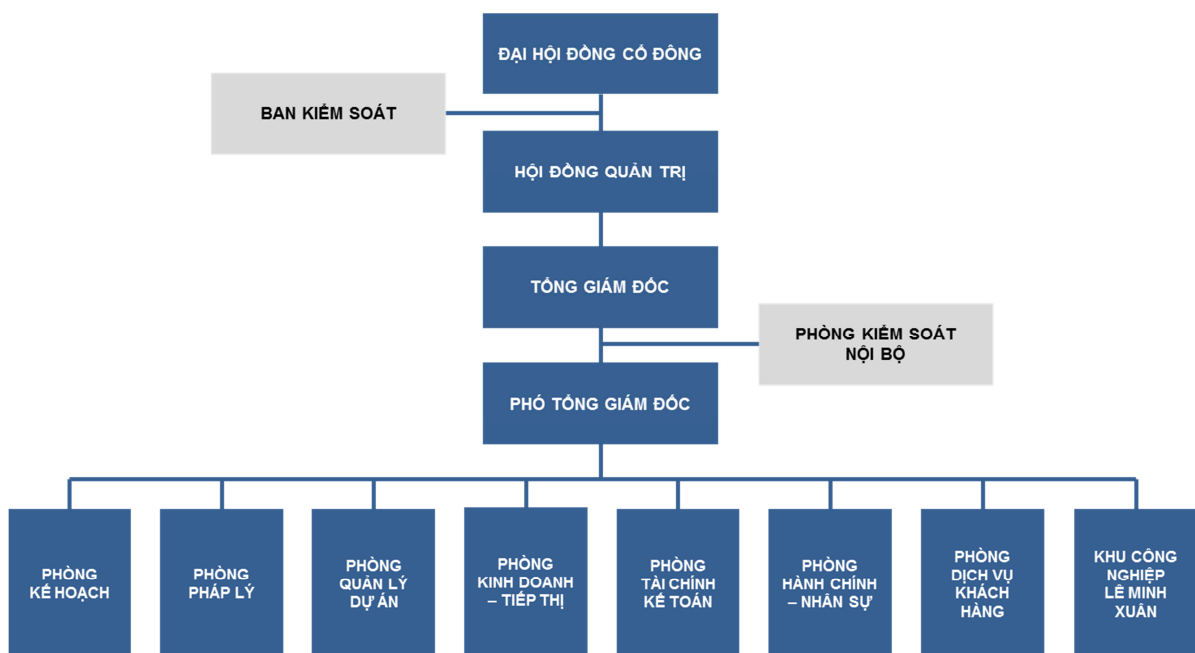 ĐẠI HỘI ĐỒNG CỔ ĐÔNG
BAN KIỂM SOÁT
HỘI ĐỒNG QUẢN TRỊ
TỔNG GIÁM ĐỐC
PHÒNG KIỂM SOÁT
NỘI BỘ
PHÓ TỔNG GIÁM ĐỐC
PHÒNG
KẾ HOẠCH
PHÒNG
PHÁP LÝ
PHÒNG
QUẢN LÝ
DỰ ÁN
PHÒNG
KINH DOANH
– TIẾP THỊ
PHÒNG
TÀI CHÍNH
KẾ TOÁN
PHÒNG
HÀNH CHÍNH
– NHÂN SỰ
PHÒNG
DỊCH VỤ
KHÁCH
HÀNG
KHU CÔNG
NGHIỆP
LÊ MINH
XUÂN